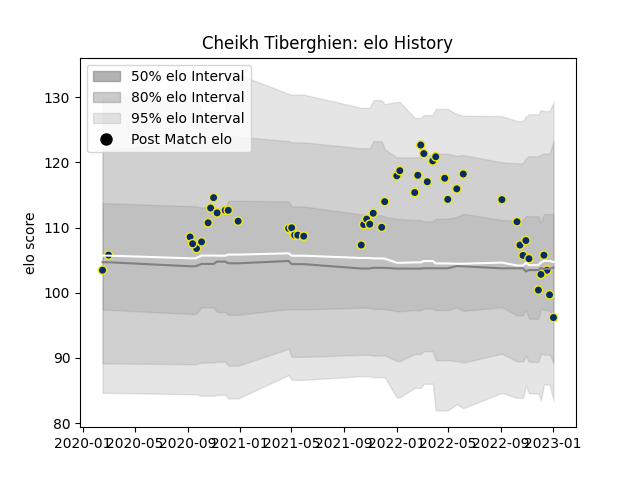 Cheikh Tiberghien: elo History
50% elo Interval
80% elo Interval
95% elo Interval
Post Match elo
elo score
130
120
110
100
90
80
2020-01 2020-05 2020-09 2021-01 2021-05 2021-09 2022-01 2022-05 2022-09 2023-01